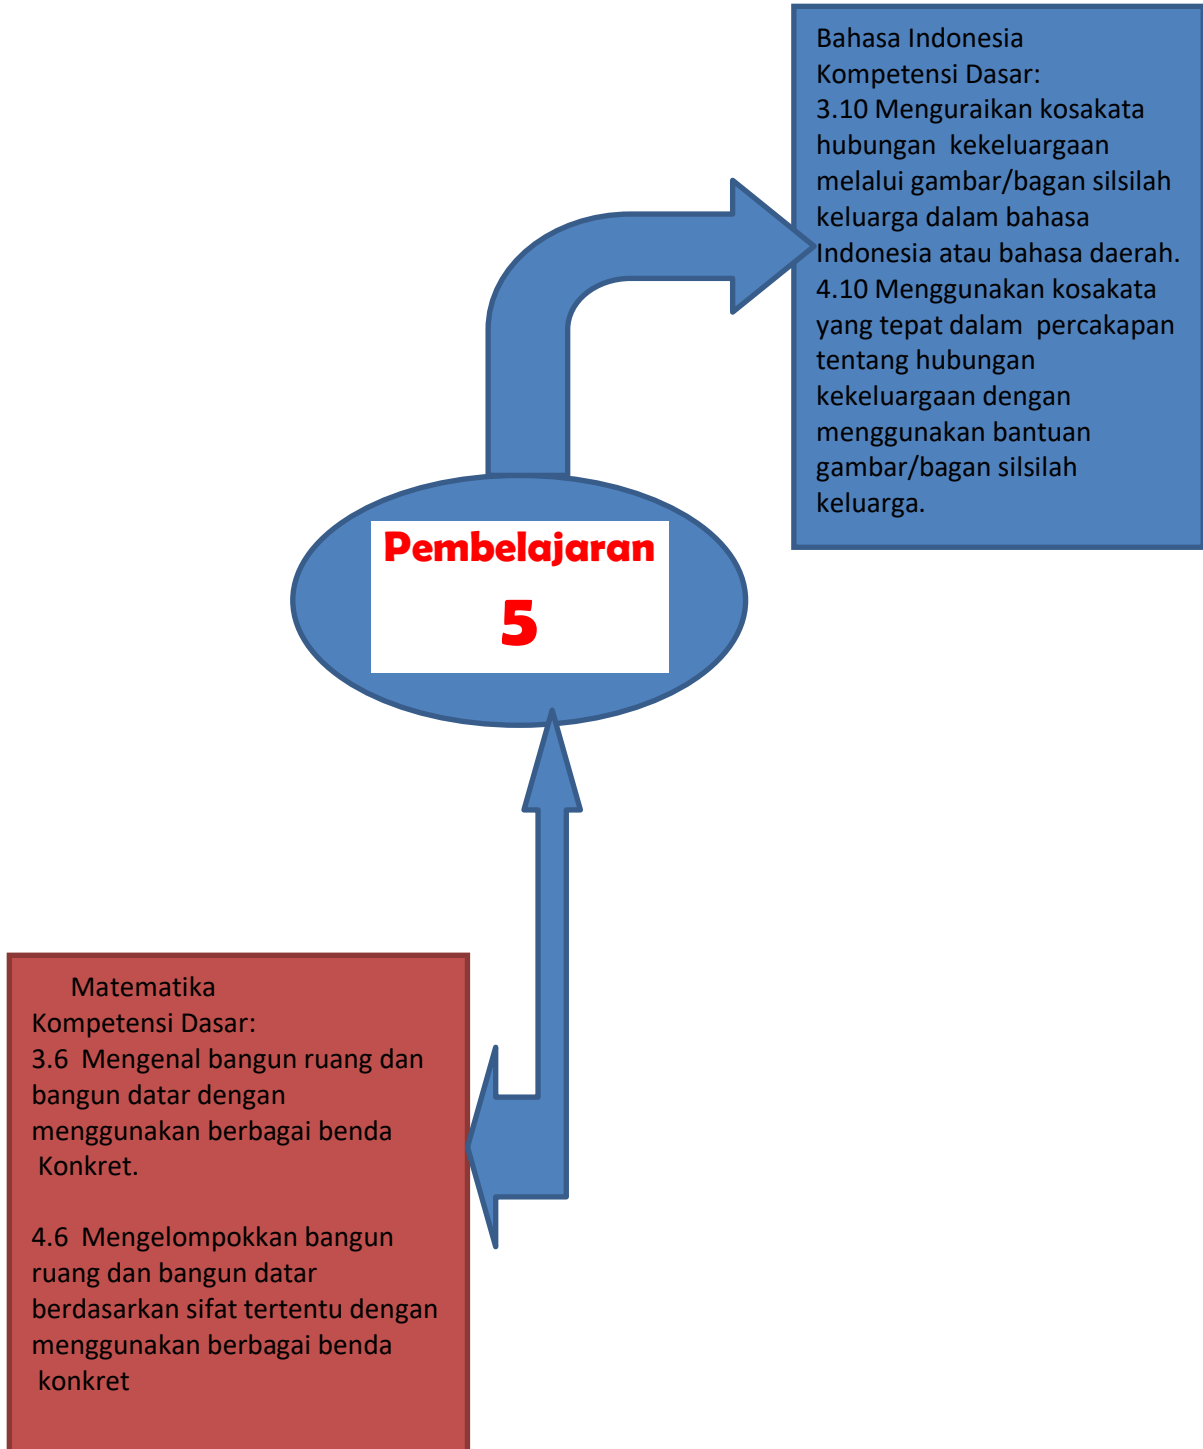 Bahasa Indonesia
Kompetensi Dasar:
3.10 Menguraikan kosakata
hubungan kekeluargaan
melalui gambar/bagan silsilah
keluarga dalam bahasa
Indonesia atau bahasa daerah.
4.10 Menggunakan kosakata
yang tepat dalam percakapan
tentang hubungan
kekeluargaan dengan
menggunakan bantuan
gambar/bagan silsilah
keluarga.
Pembelajaran
5
Matematika
Kompetensi Dasar:
3.6 Mengenal bangun ruang dan
bangun datar dengan
menggunakan berbagai benda
Konkret.
4.6 Mengelompokkan bangun
ruang dan bangun datar
berdasarkan sifat tertentu dengan
menggunakan berbagai benda
konkret